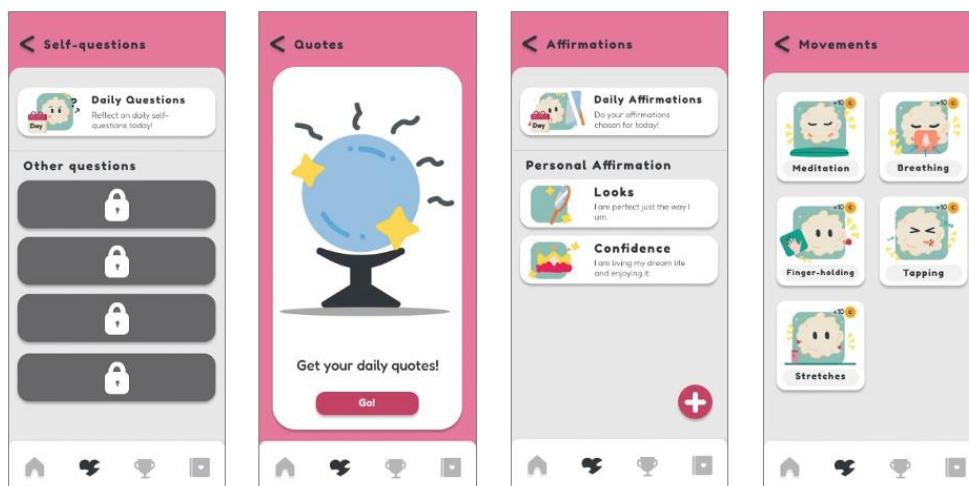 Self-questions
Day
Daily Questions
Reflect on daily self-
questions today!
Other questions
Quotes
Get your daily quotes!
Go!
Affirmations
Day
Daily Affirmations
Do your affirmations
chosen for today!
Personal Affirmation
Looks
I am perfect just the way I
am.
Confidence
I am living my dream life
and enjoying it
Movements
+10 C
Meditation
+10 C
Breathing
+10 C
Finger-holding
+10 C
Tapping
+10 C
Stretches